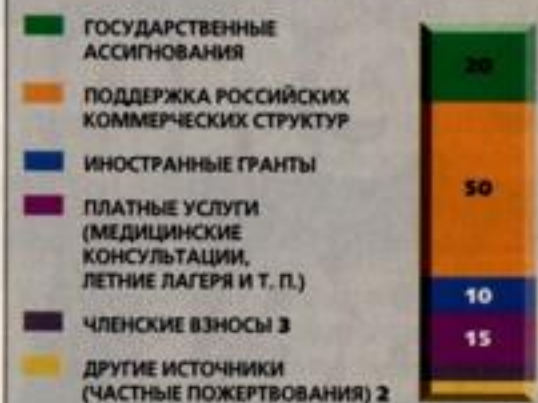 ГОСУДАРСТВЕННЫЕ
АССИГНОВАНИЯ
20
ПОДДЕРЖКА РОССИЙСКИХ
КОММЕРЧЕСКИХ СТРУКТУР
50
ИНОСТРАННЫЕ ГРАНТЫ
10
ПЛАТНЫЕ УСЛУГИ
(МЕДИЦИНСКИЕ
КОНСУЛЬТАЦИИ,
ЛЕТНИЕ ЛАГЕРЯ И Т. П.)
15
ЧЛЕНСКИЕ ВЗНОСЫ 3
ДРУГИЕ ИСТОЧНИКИ
(ЧАСТНЫЕ ПОЖЕРТВОВАНИЯ) 2